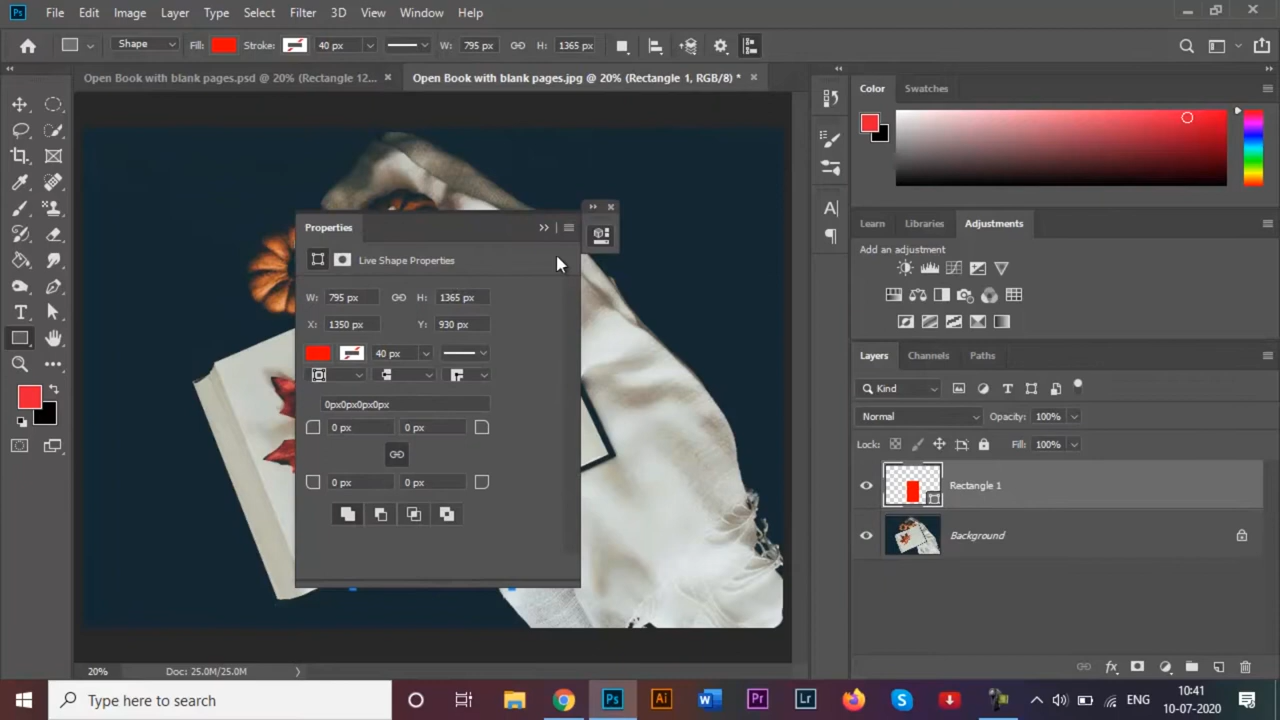 Ps File Edit Image Layer Type Select Filter 3D View Window Help
Shape Fill: Stroke: 40 px W: 795 px H: 1365 px
Open Book with blank pages.psd @ 20% (Rectangle 12... × Open Book with blank pages.jpg @ 20% (Rectangle 1, RGB/8) * ×
Color Swatches
Properties
Live Shape Properties
W: 795 px H: 1365 px
X: 1350 px Y: 930 px
40 px
0px0px0px0px
0 px 0 px
0 px 0 px
Learn Libraries Adjustments
Add an adjustment
Layers Channels Paths
Kind
Normal Opacity: 100%
Lock: Fill: 100%
Rectangle 1
Background
20% Doc: 25.0M/25.0M
Type here to search
Ps Ai Pr Lr
ENG 10:41
10-07-2020